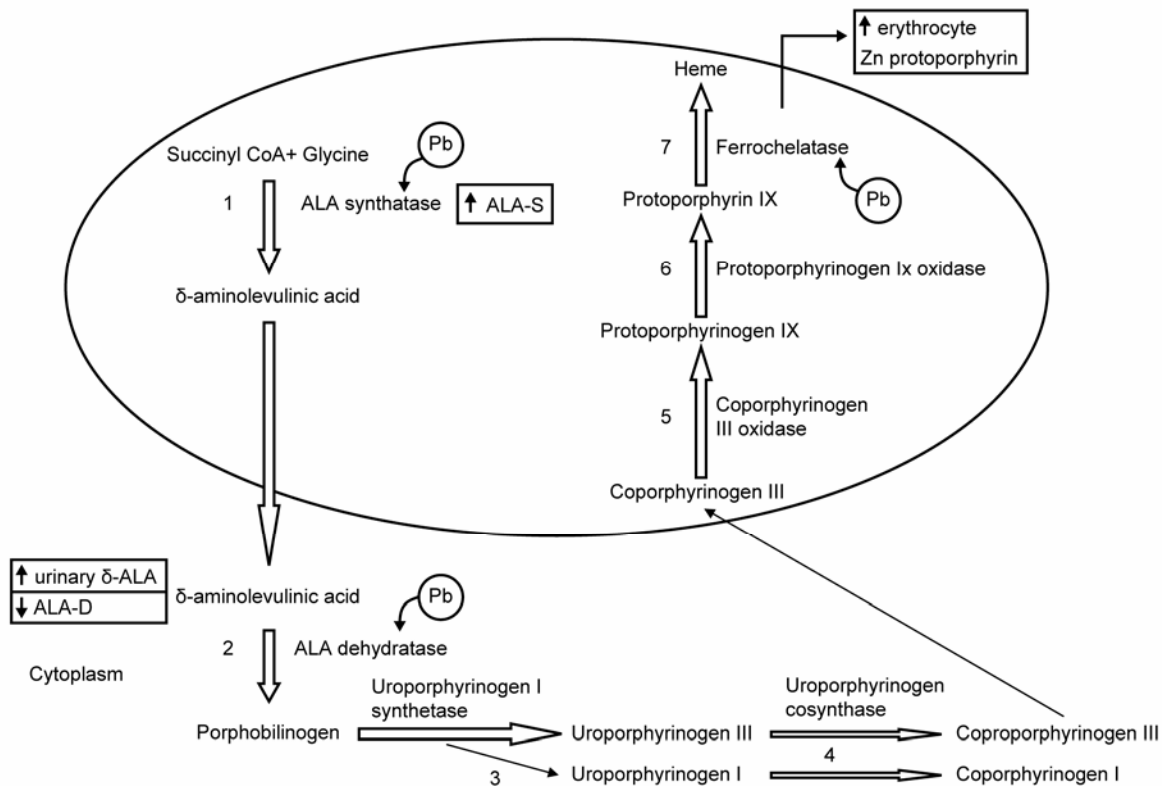 ↑ erythrocyte
Zn protoporphyrin
Heme
Pb
Succinyl CoA+ Glycine
7
Ferrochelatase
1
ALA synthatase
↑ ALA-S
Protoporphyrin IX
Pb
6
Protoporphyrinogen Ix oxidase
δ-aminolevulinic acid
Protoporphyrinogen IX
5
Coporphyrinogen
III oxidase
Coporphyrinogen III
↑ urinary δ-ALA
↓ ALA-D
δ-aminolevulinic acid
Pb
2
ALA dehydratase
Cytoplasm
Uroporphyrinogen I
synthetase
Uroporphyrinogen
cosynthase
Porphobilinogen
Uroporphyrinogen III
Coproporphyrinogen III
4
3
Uroporphyrinogen I
Coporphyrinogen I